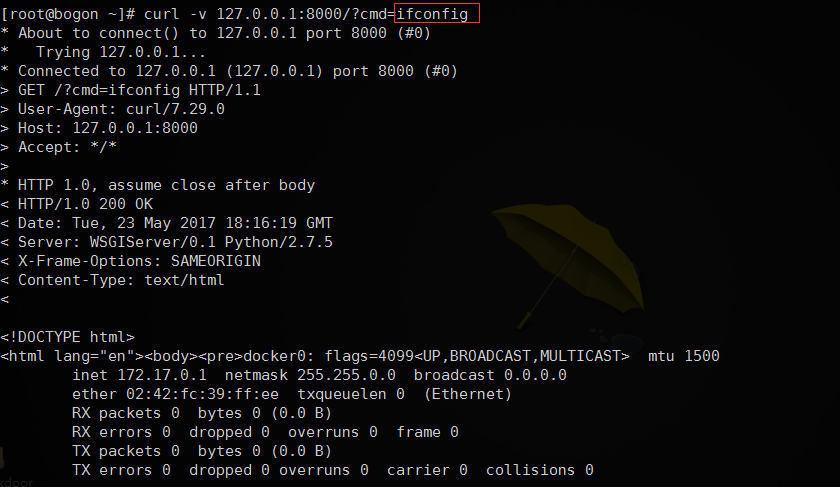 [root@bogon ~]# curl -v 127.0.0.1:8000/?cmd=ifconfig
* About to connect() to 127.0.0.1 port 8000 (#0)
*   Trying 127.0.0.1...
* Connected to 127.0.0.1 (127.0.0.1) port 8000 (#0)
> GET /?cmd=ifconfig HTTP/1.1
> User-Agent: curl/7.29.0
> Host: 127.0.0.1:8000
> Accept: */*
>
* HTTP 1.0, assume close after body
< HTTP/1.0 200 OK
< Date: Tue, 23 May 2017 18:16:19 GMT
< Server: WSGIServer/0.1 Python/2.7.5
< X-Frame-Options: SAMEORIGIN
< Content-Type: text/html
<
<!DOCTYPE html>
<html lang="en"><body><pre>docker0: flags=4099<UP,BROADCAST,MULTICAST>  mtu 1500
        inet 172.17.0.1  netmask 255.255.0.0  broadcast 0.0.0.0
        ether 02:42:fc:39:ff:ee  txqueuelen 0  (Ethernet)
        RX packets 0  bytes 0 (0.0 B)
        RX errors 0  dropped 0  overruns 0  frame 0
        TX packets 0  bytes 0 (0.0 B)
        TX errors 0  dropped 0 overruns 0  carrier 0  collisions 0